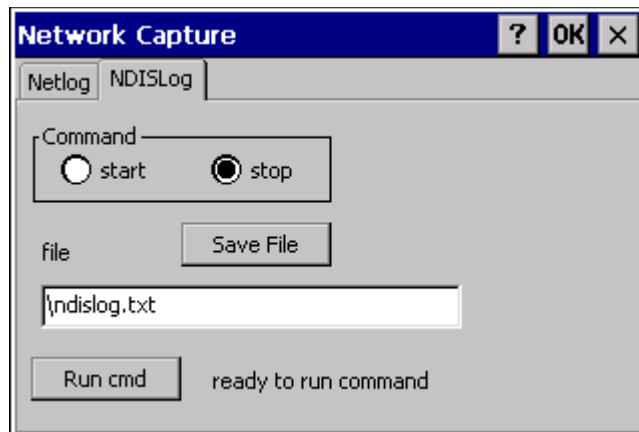 Network Capture ? OK ×
Netlog NDISLog
Command
start stop
file Save File
\ndislog.txt
Run cmd ready to run command